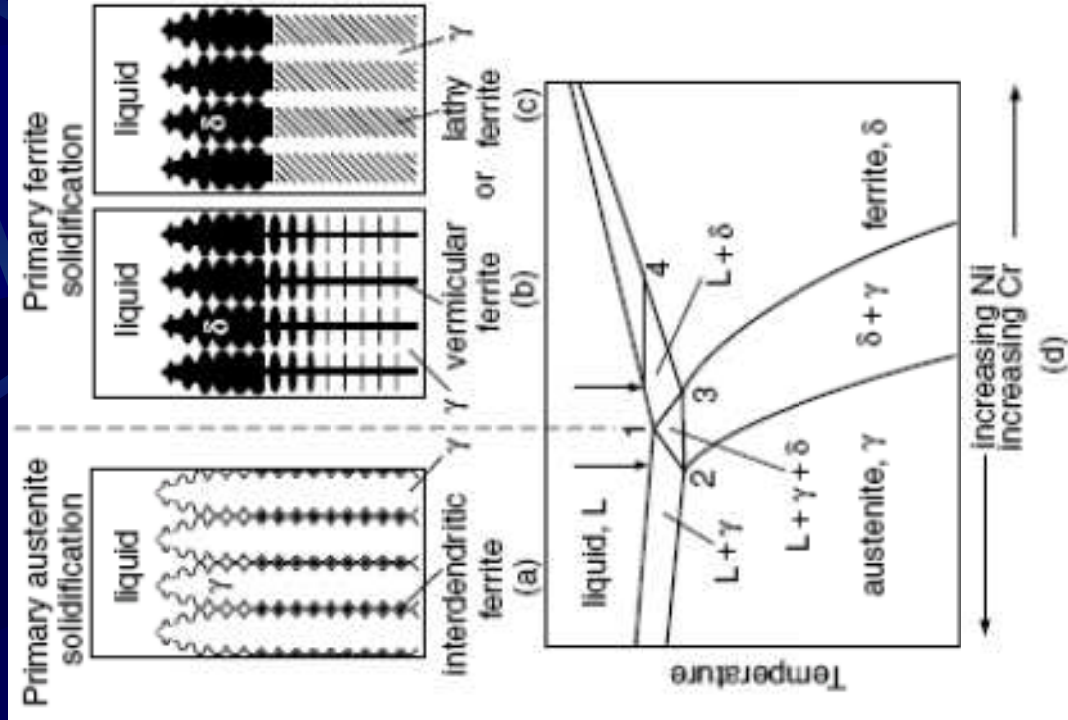 Primary austenite
solidification
Primary ferrite
solidification
liquid
γ
liquid
δ
liquid
δ
interdendritic
ferrite
γ
γ
vermicular
ferrite
or
lathy
ferrite
γ
(a)
(b)
(c)
Temperature
liquid, L
1
4
L + δ
L + γ
2
3
L + γ + δ
austenite, γ
δ + γ
ferrite, δ
increasing Ni
increasing Cr
(d)